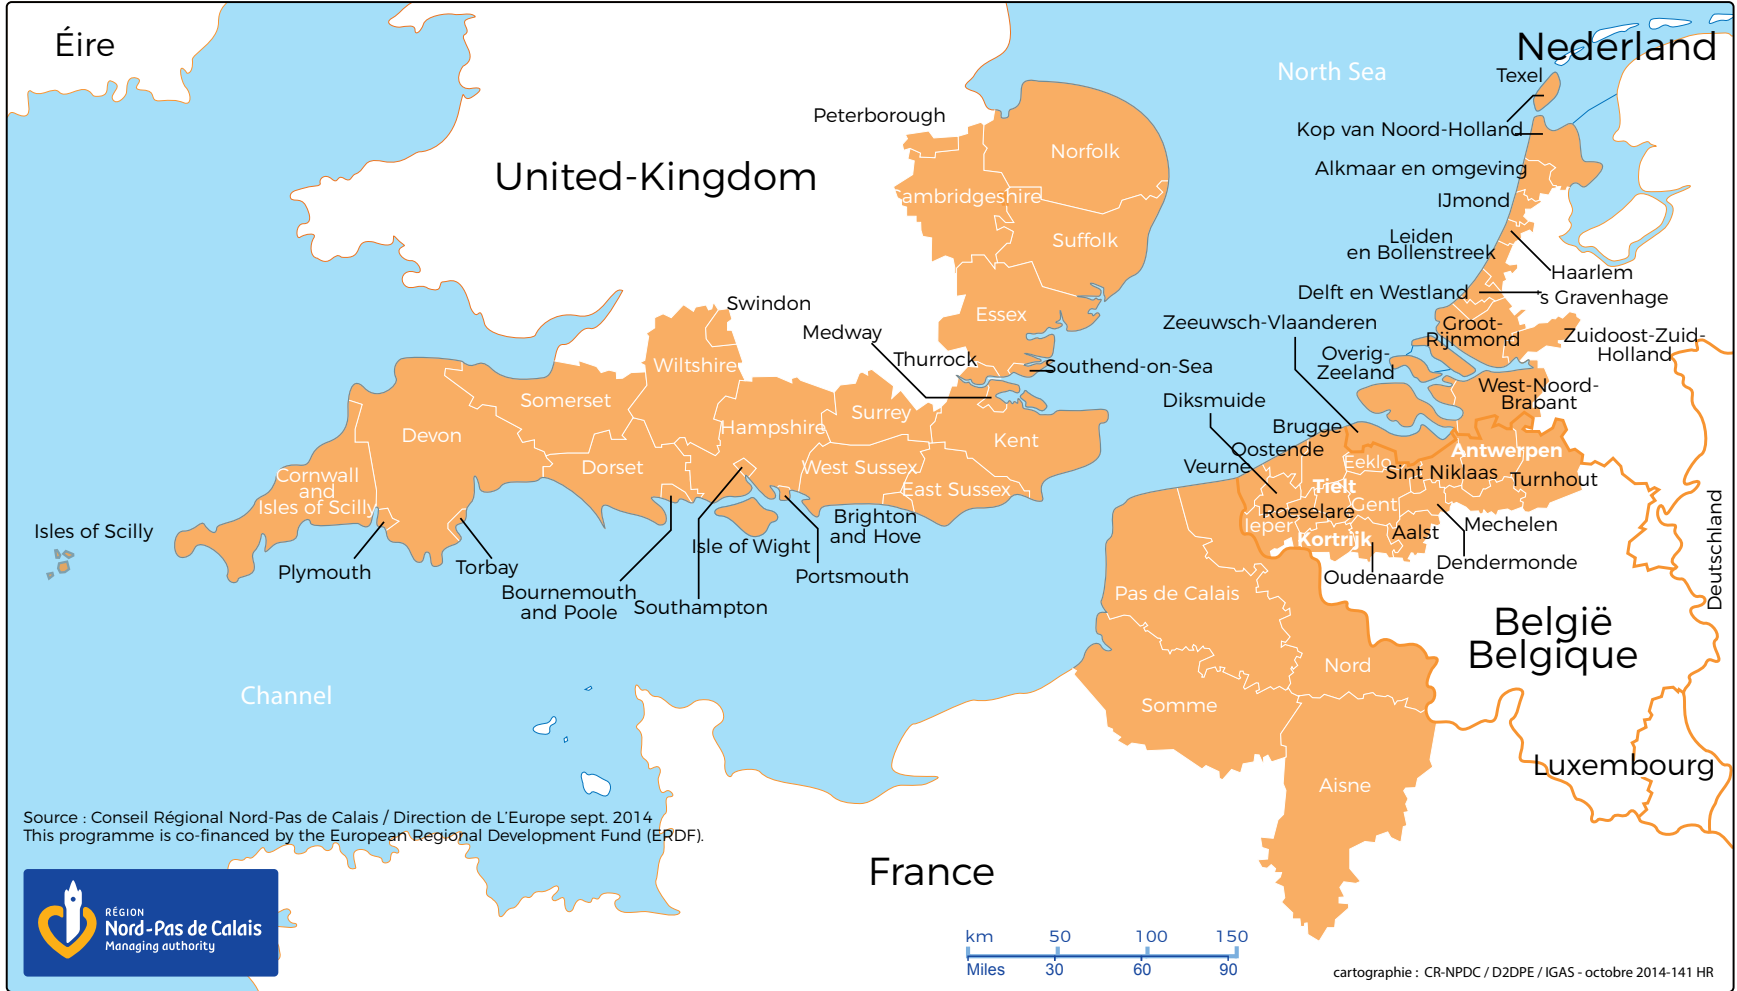 Éire
Nederland
North Sea
Texel
Peterborough
Kop van Noord-Holland
Norfolk
Alkmaar en omgeving
United-Kingdom
Cambridgeshire
IJmond
Suffolk
Leiden
en Bollenstreek
Haarlem
Delft en Westland
's Gravenhage
Swindon
Essex
Zeeuwsch-Vlaanderen
Groot-
Rijnmond
Medway
Zuidoost-Zuid-
Holland
Thurrock
Southend-on-Sea
Overig-
Zeeland
Wiltshire
West-Noord-
Brabant
Somerset
Diksmuide
Surrey
Hampshire
Brugge
Devon
Kent
Oostende
Antwerpen
Veurne
Eeklo
Sint Niklaas
Turnhout
Dorset
West Sussex
Cornwall
and
Isles of Scilly
East Sussex
Tielt
Roeselare
Gent
Ieper
Mechelen
Brighton
and Hove
Isles of Scilly
Aalst
Kortrijk
Isle of Wight
Plymouth
Torbay
Portsmouth
Dendermonde
Oudenaarde
Deutschland
Bournemouth
and Poole
Southampton
Pas de Calais
België
Belgique
Nord
Channel
Somme
Luxembourg
Aisne
Source : Conseil Régional Nord-Pas de Calais / Direction de L'Europe sept. 2014
This programme is co-financed by the European Regional Development Fund (ERDF).
France
RÉGION
Nord-Pas de Calais
Managing authority
km 50 100 150
Miles 30 60 90
cartographie : CR-NPDC / D2DPE / IGAS - octobre 2014-141 HR